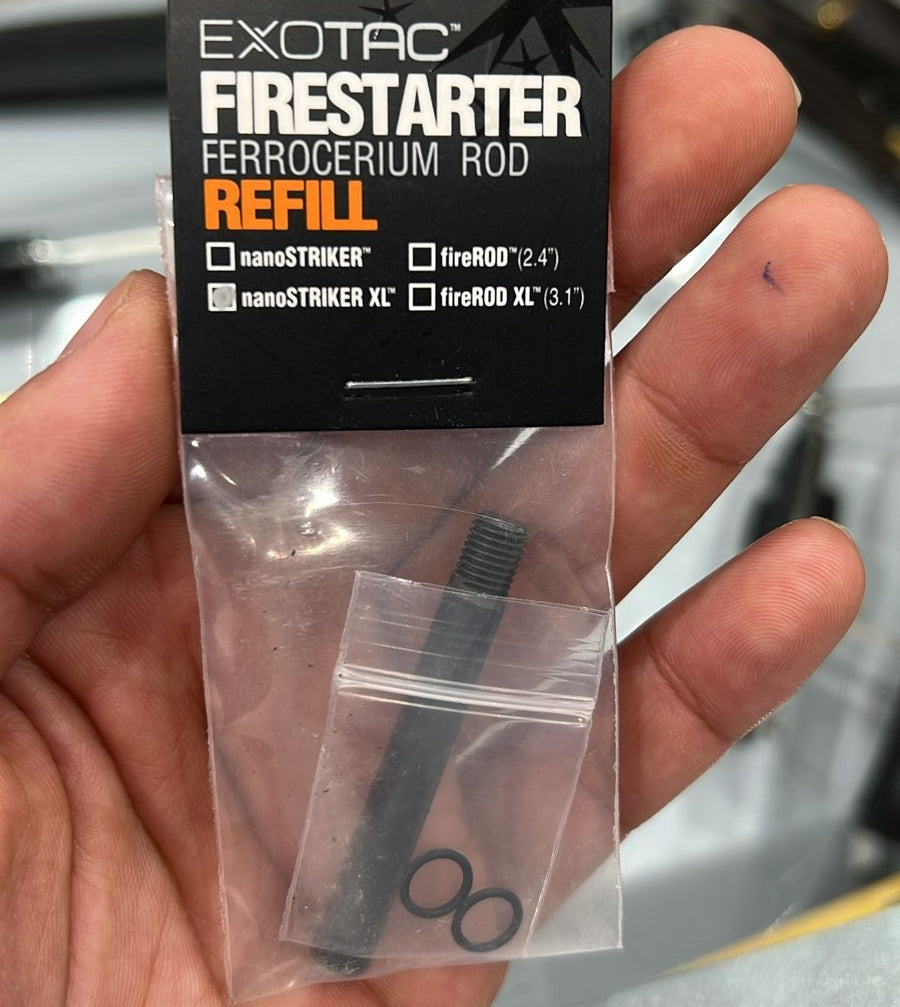 EXOTAC™
FIRESTARTER
FERROCERIUM ROD
REFILL
nanoSTRIKER™ fireROD™(2.4")
nanoSTRIKER XL™ fireROD XL™(3.1")